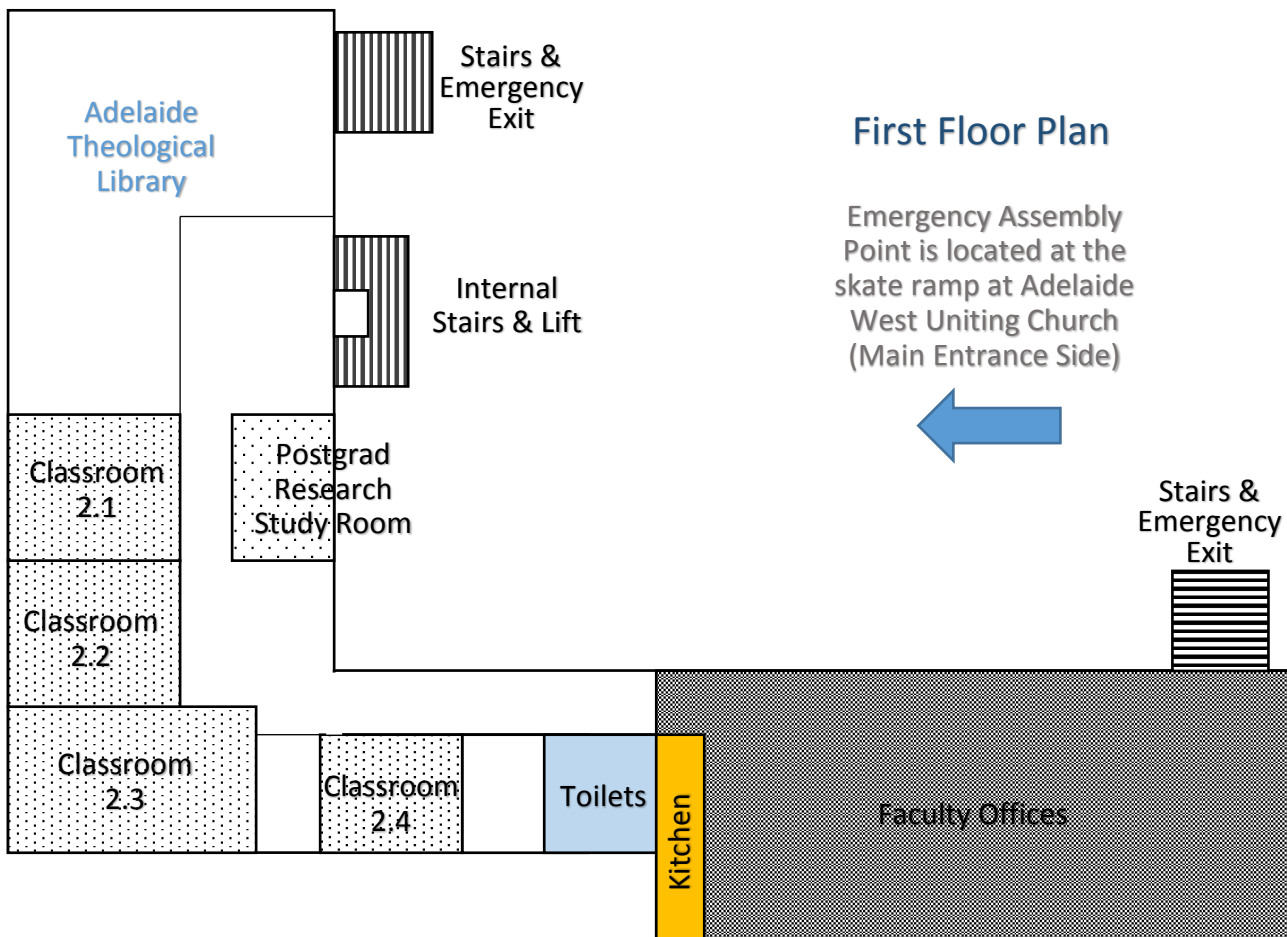 Adelaide
Theological
Library
Stairs &
Emergency
Exit
First Floor Plan
Emergency Assembly
Point is located at the
skate ramp at Adelaide
West Uniting Church
(Main Entrance Side)
Internal
Stairs & Lift
Classroom
2.1
Postgrad
Research
Study Room
Stairs &
Emergency
Exit
Classroom
2.2
Classroom
2.3
Classroom
2.4
Toilets
Kitchen
Faculty Offices